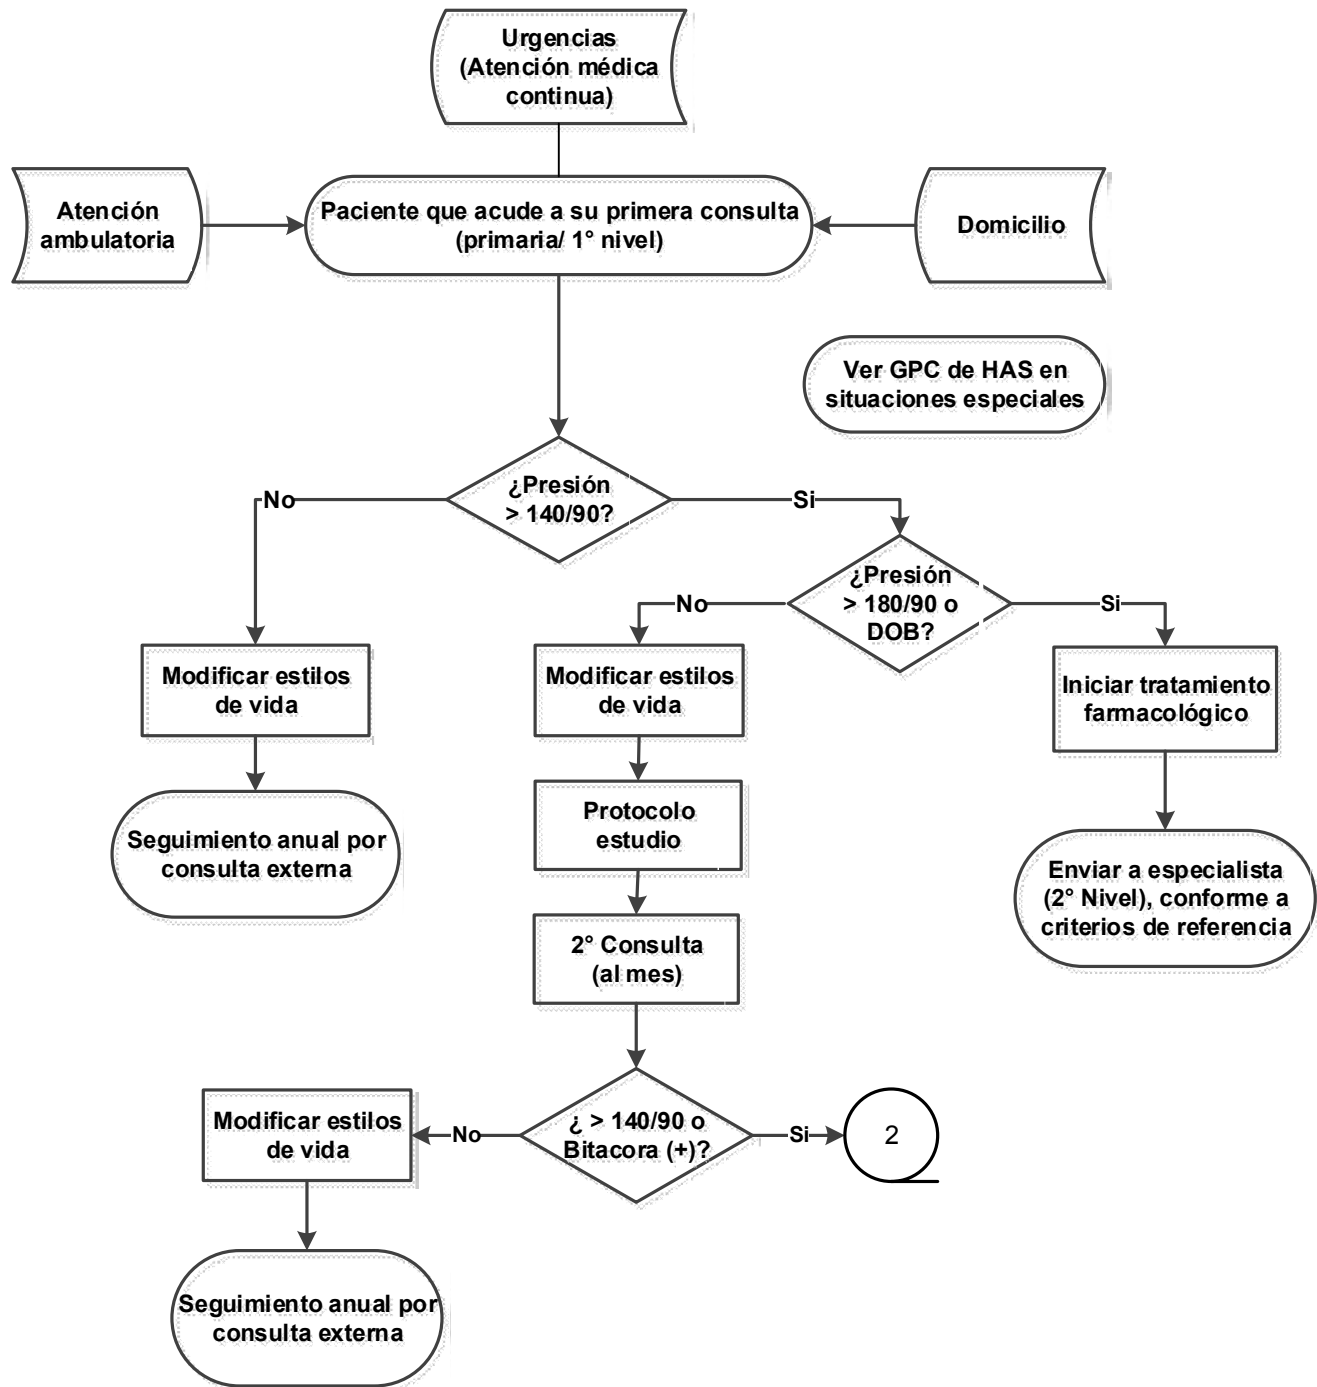 Urgencias
(Atención médica
continua)
Atención
ambulatoria
Paciente que acude a su primera consulta
(primaria/ 1° nivel)
Domicilio
Ver GPC de HAS en
situaciones especiales
¿Presión
> 140/90?
No
Si
¿Presión
> 180/90 o
DOB?
No
Si
Modificar estilos
de vida
Modificar estilos
de vida
Iniciar tratamiento
farmacológico
Protocolo
estudio
Seguimiento anual por
consulta externa
Enviar a especialista
(2° Nivel), conforme a
criterios de referencia
2° Consulta
(al mes)
¿ > 140/90 o
Bitacora (+)?
No
Si
2
Modificar estilos
de vida
Seguimiento anual por
consulta externa